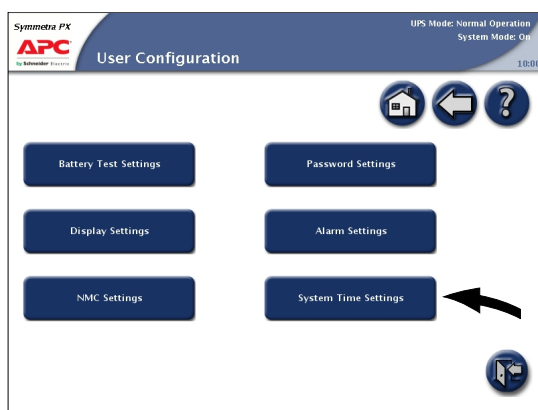 Symmetra PX
APC
by Schneider Electric
User Configuration
UPS Mode: Normal Operation
System Mode: On
10:00
?
Battery Test Settings
Password Settings
Display Settings
Alarm Settings
NMC Settings
System Time Settings